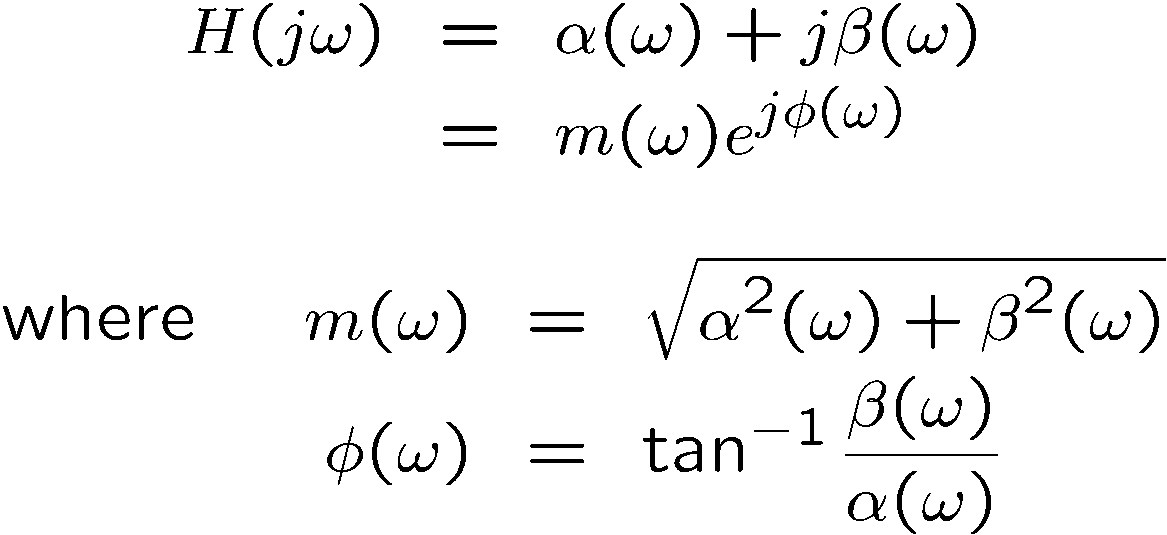 H(jω) = α(ω) + jβ(ω)
= m(ω)e^{jϕ(ω)}
where m(ω) = √(α²(ω) + β²(ω))
ϕ(ω) = tan⁻¹ β(ω)/α(ω)